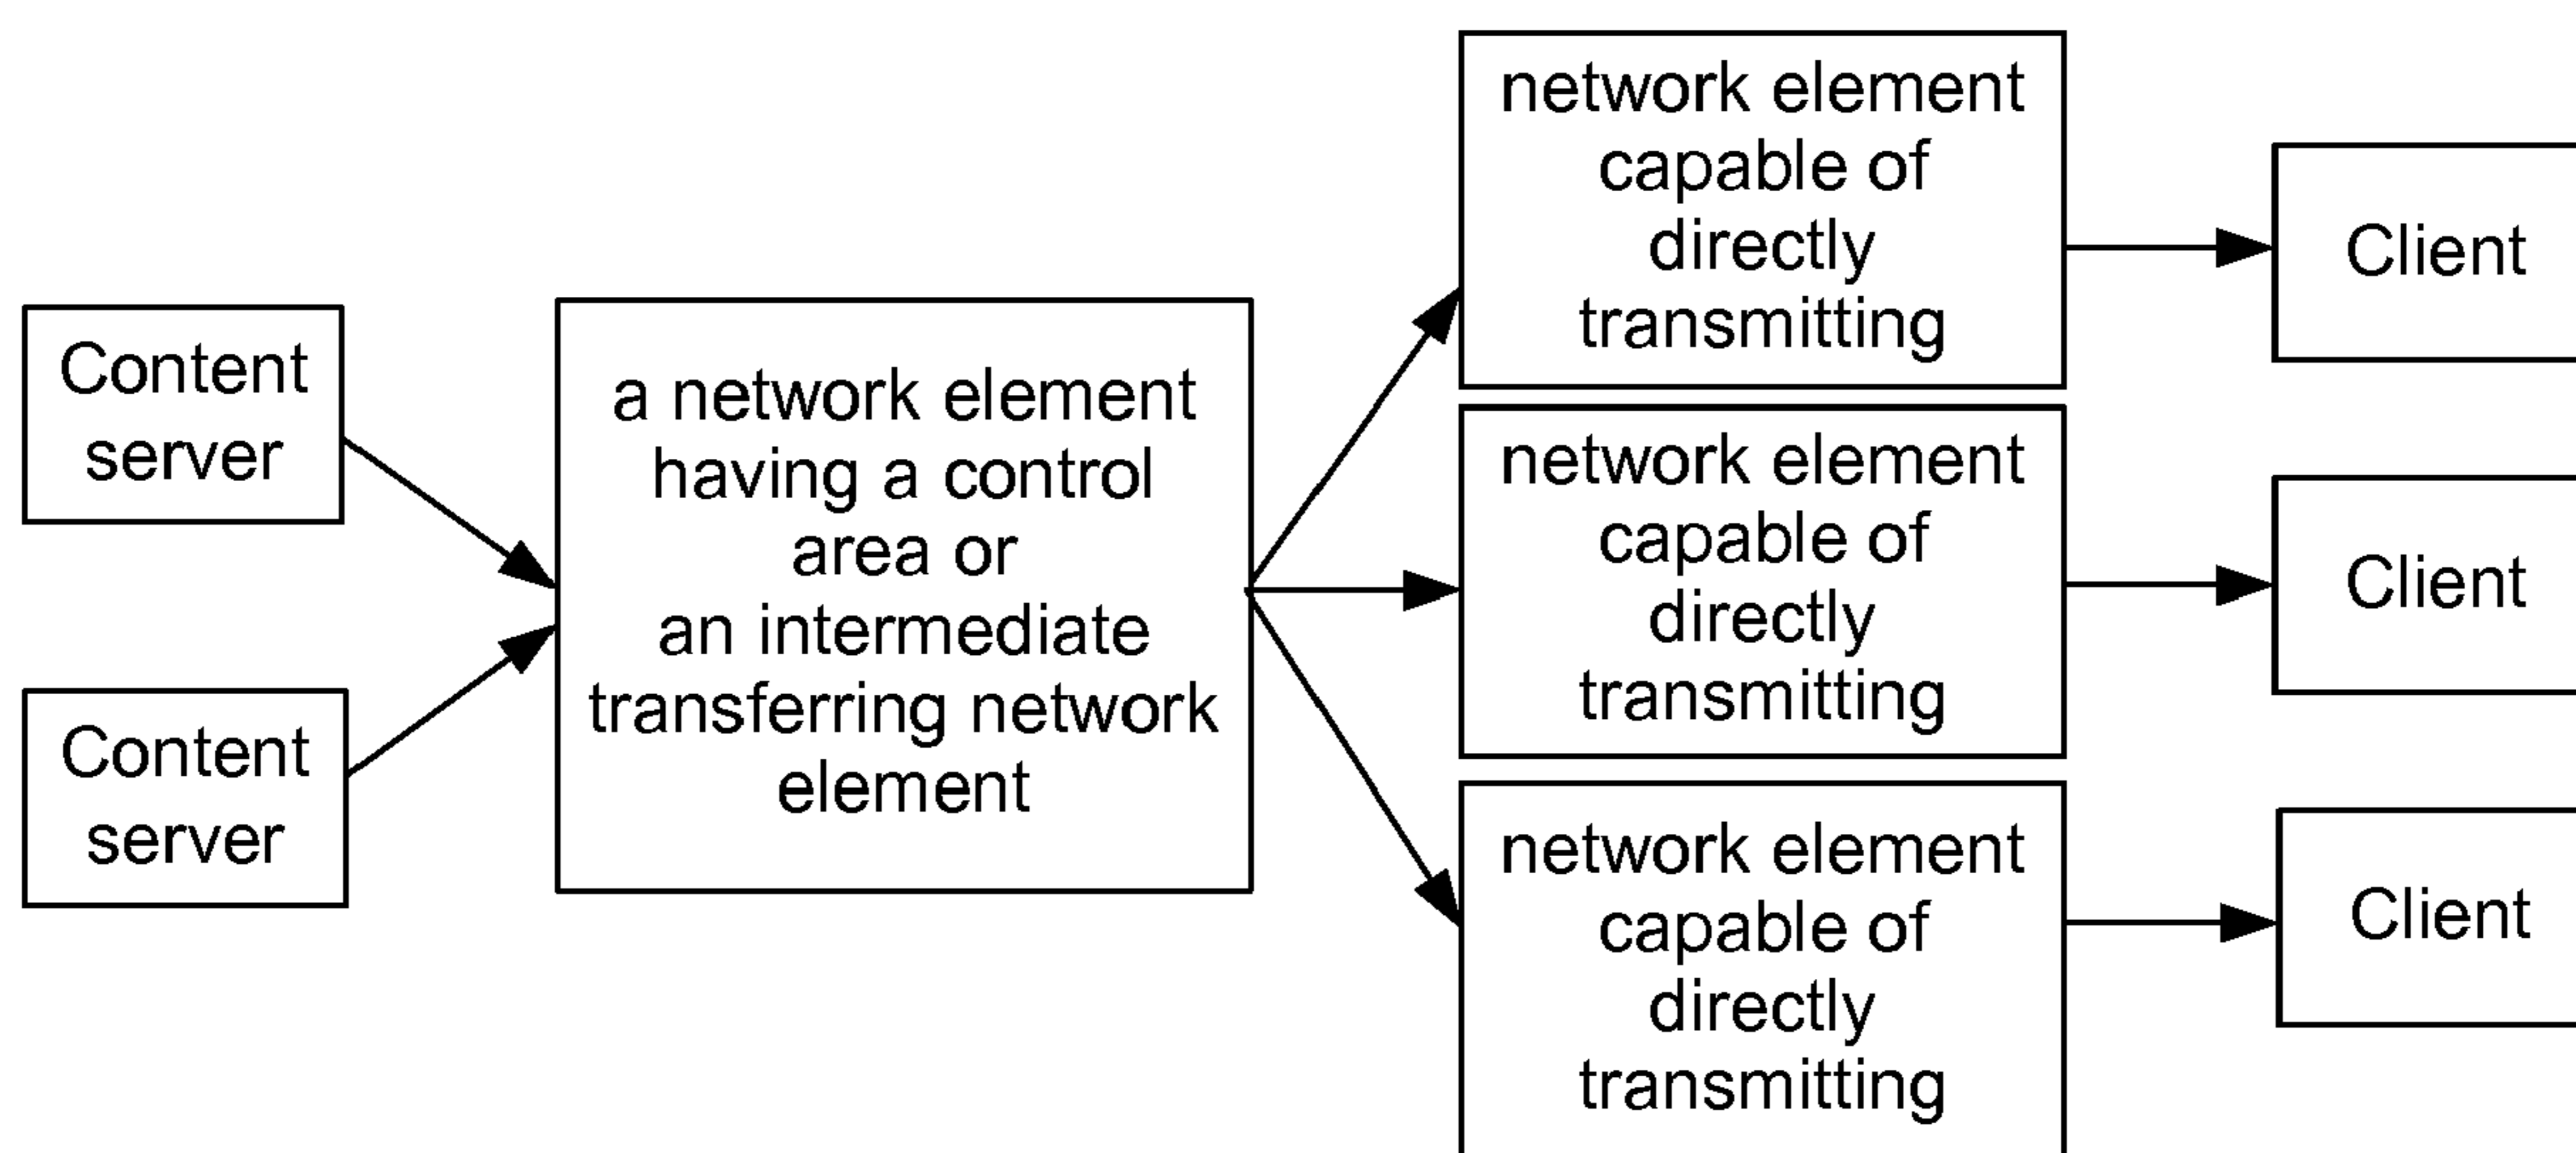 Content
server
Content
server
a network element
having a control
area or
an intermediate
transferring network
element
network element
capable of
directly
transmitting
network element
capable of
directly
transmitting
network element
capable of
directly
transmitting
Client
Client
Client